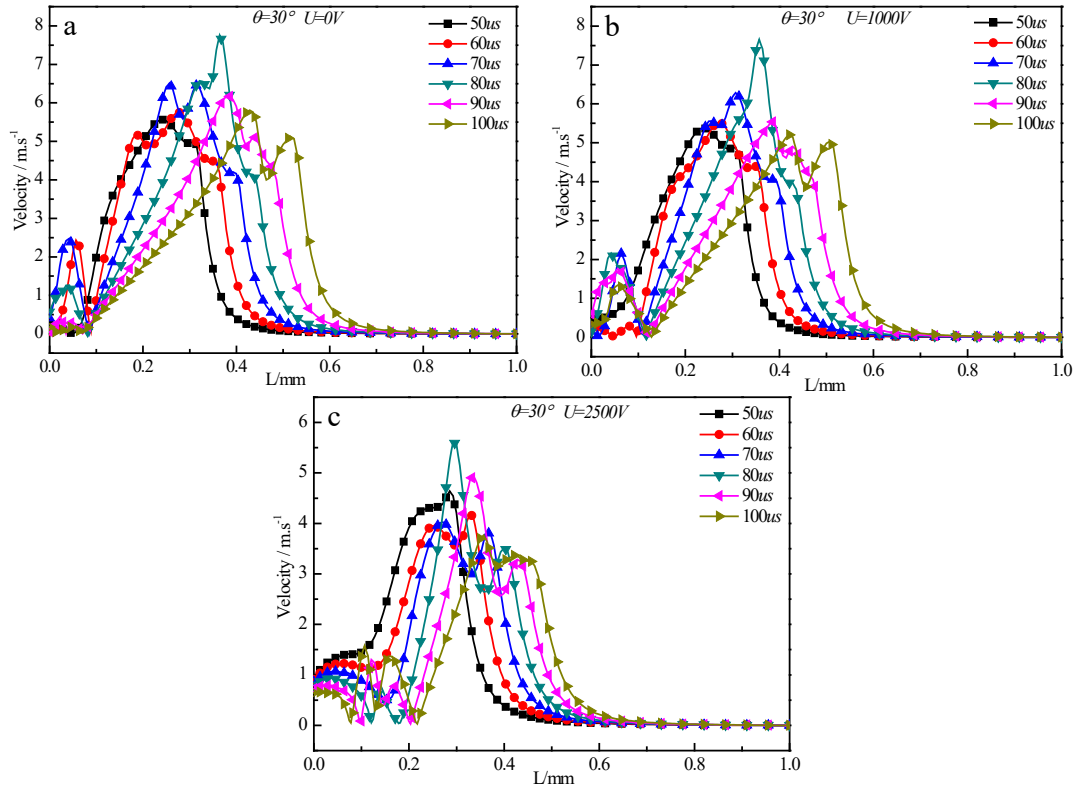 a
θ=30° U=0V
50us
60us
70us
80us
90us
100us
8
7
6
5
4
3
2
1
0
Velocity / m.s-1
0.0 0.2 0.4 0.6 0.8 1.0
L/mm
b
θ=30° U=1000V
50us
60us
70us
80us
90us
100us
8
7
6
5
4
3
2
1
0
Velocity / m.s-1
0.0 0.2 0.4 0.6 0.8 1.0
L/mm
c
θ=30° U=2500V
50us
60us
70us
80us
90us
100us
6
5
4
3
2
1
0
Velocity / m.s-1
0.0 0.2 0.4 0.6 0.8 1.0
L/mm